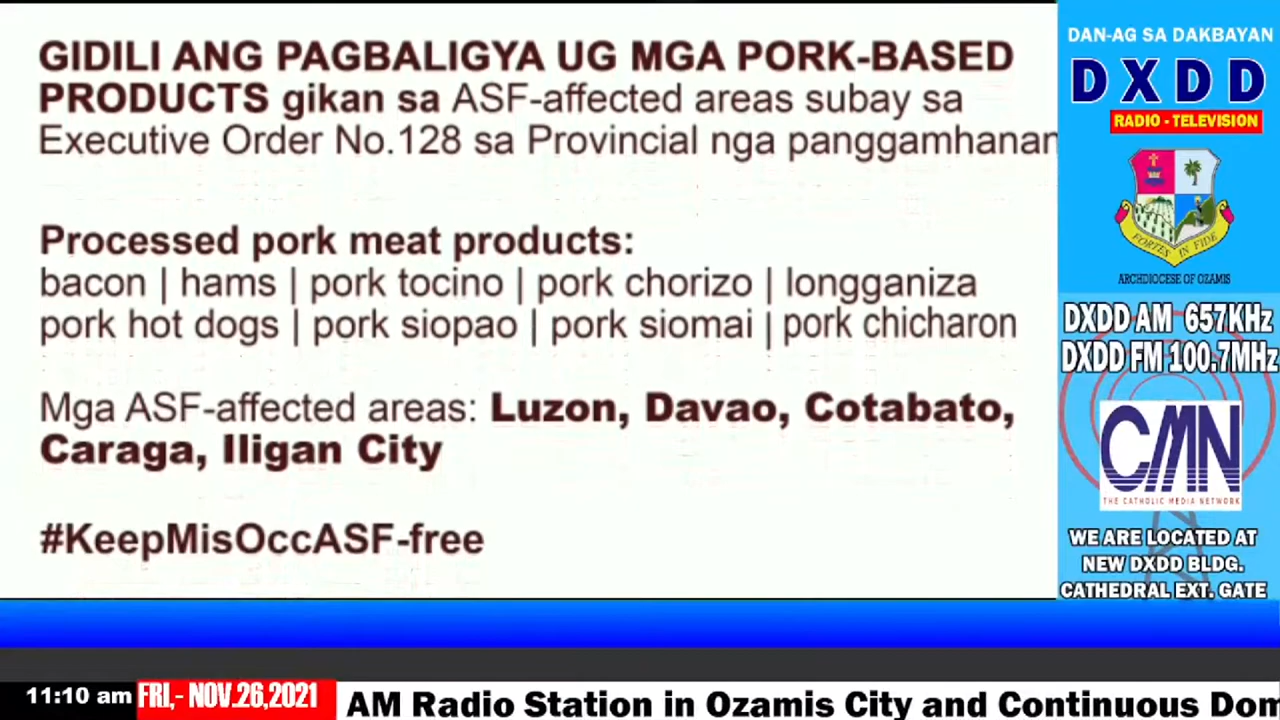 GIDILI ANG PAGBALIGYA UG MGA PORK-BASED
PRODUCTS gikan sa ASF-affected areas subay sa
Executive Order No.128 sa Provincial nga panggamhanan
Processed pork meat products:
bacon | hams | pork tocino | pork chorizo | longganiza
pork hot dogs | pork siopao | pork siomai | pork chicharon
Mga ASF-affected areas: Luzon, Davao, Cotabato,
Caraga, Iligan City
#KeepMisOccASF-free
DAN-AG SA DAKBAYAN
DXDD
RADIO - TELEVISION
FORTES IN FIDE
ARCHDIOCESE OF OZAMIS
DXDD AM 657KHz
DXDD FM 100.7MHz
CMN
THE CATHOLIC MEDIA NETWORK
WE ARE LOCATED AT
NEW DXDD BLDG.
CATHEDRAL EXT. GATE
11:10 am FRI,- NOV.26,2021 AM Radio Station in Ozamis City and Continuous Dom